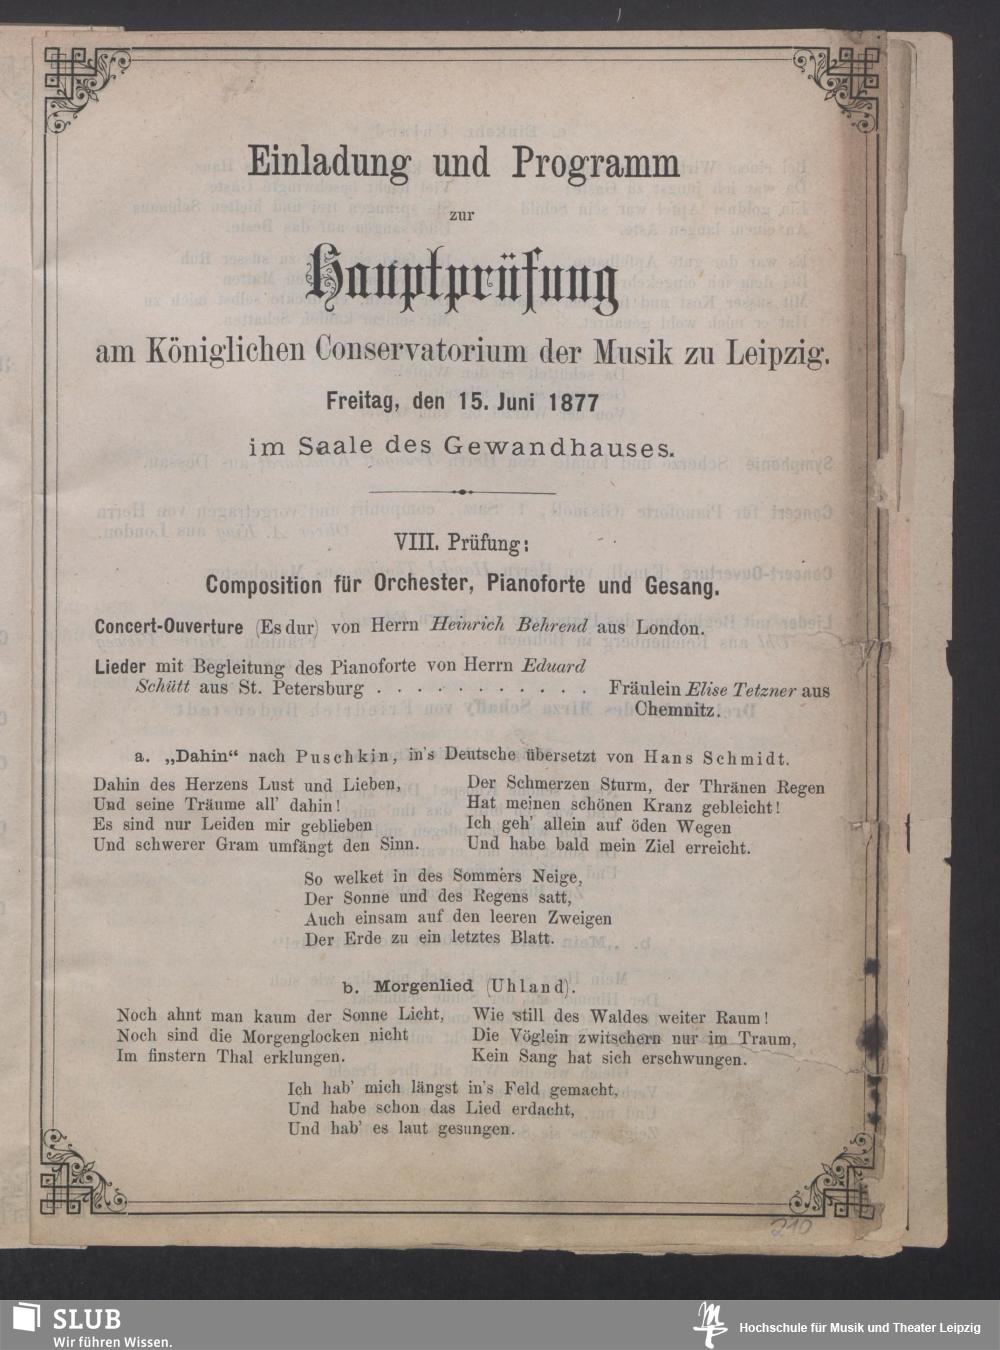 Einladung und Programm
zur
Hauptprüfung
am Königlichen Conservatorium der Musik zu Leipzig.
Freitag, den 15. Juni 1877
im Saale des Gewandhauses.
VIII. Prüfung:
Composition für Orchester, Pianoforte und Gesang.
Concert-Ouverture (Es dur) von Herrn Heinrich Behrend aus London.
Lieder mit Begleitung des Pianoforte von Herrn Eduard
Schütt aus St. Petersburg . . . . . . . . . . . Fräulein Elise Tetzner aus
Chemnitz.
a. „Dahin“ nach Puschkin, in's Deutsche übersetzt von Hans Schmidt.
Dahin des Herzens Lust und Lieben,
Und seine Träume all' dahin!
Es sind nur Leiden mir geblieben
Und schwerer Gram umfängt den Sinn.
Der Schmerzen Sturm, der Thränen Regen
Hat meinen schönen Kranz gebleicht!
Ich geh' allein auf öden Wegen
Und habe bald mein Ziel erreicht.
So welket in des Sommers Neige,
Der Sonne und des Regens satt,
Auch einsam auf den leeren Zweigen
Der Erde zu ein letztes Blatt.
b. Morgenlied (Uhland).
Noch ahnt man kaum der Sonne Licht,
Noch sind die Morgenglocken nicht
Im finstern Thal erklungen.
Wie still des Waldes weiter Raum!
Die Vöglein zwitschern nur im Traum,
Kein Sang hat sich erschwungen.
Ich hab' mich längst in's Feld gemacht,
Und habe schon das Lied erdacht,
Und hab' es laut gesungen.
210
SLUB
Wir führen Wissen.
Hochschule für Musik und Theater Leipzig